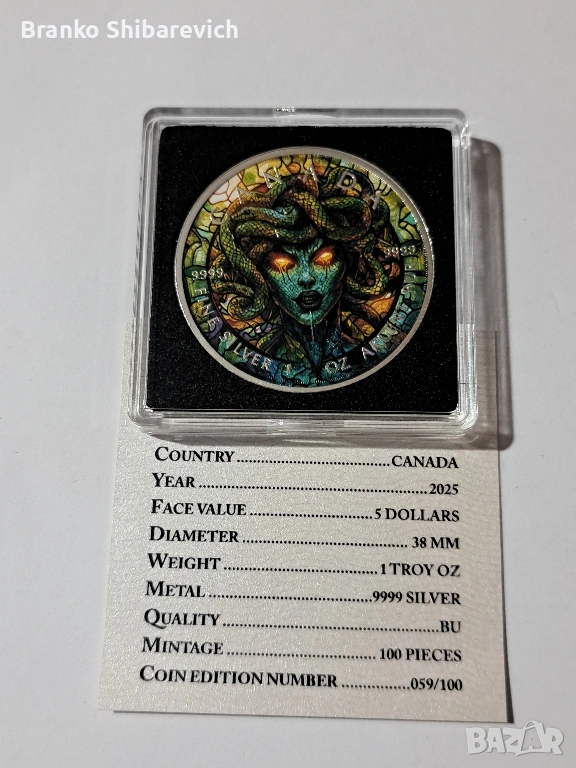 Branko Shibarevich
CANADA
9999
9999
FINE SILVER 1 OZ ARGENT PUR
COUNTRY CANADA
YEAR 2025
FACE VALUE 5 DOLLARS
DIAMETER 38 MM
WEIGHT 1 TROY OZ
METAL 9999 SILVER
QUALITY BU
MINTAGE 100 PIECES
COIN EDITION NUMBER 059/100
BAZAR